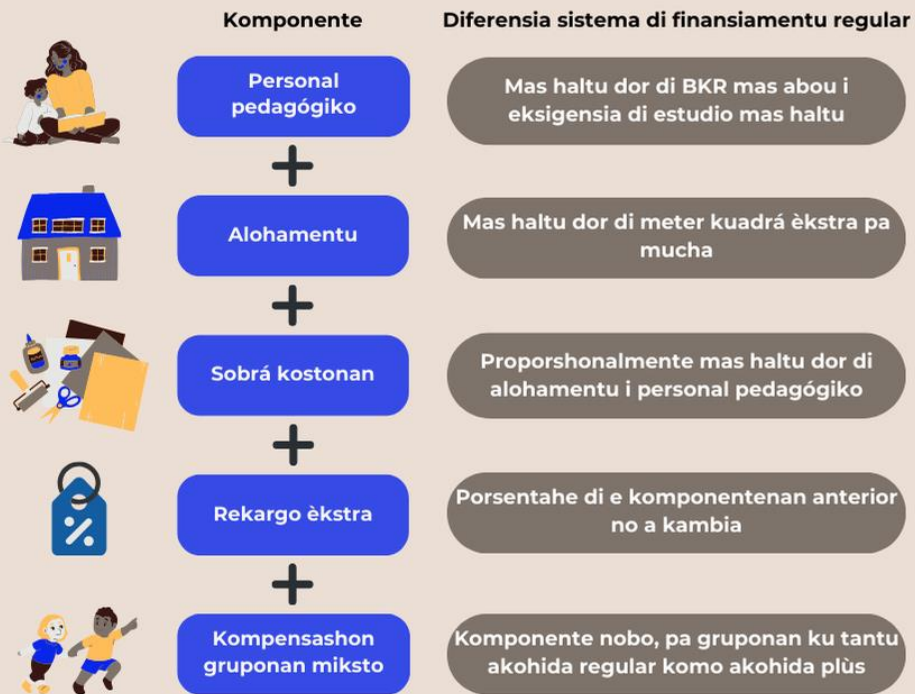 Komponente
Diferensia sistema di finansiamentu regular
Personal
pedagógiko
Mas haltu dor di BKR mas abou i
eksigensia di estudio mas haltu
+
Alohamentu
Mas haltu dor di meter kuadrá èkstra pa
mucha
+
Sobrá kostonan
Proporshonalmente mas haltu dor di
alohamentu i personal pedagógiko
+
%
Rekargo èkstra
Porsentahe di e komponentenan anterior
no a kambia
+
Kompensashon
gruponan miksto
Komponente nobo, pa gruponan ku tantu
akohida regular komo akohida plùs